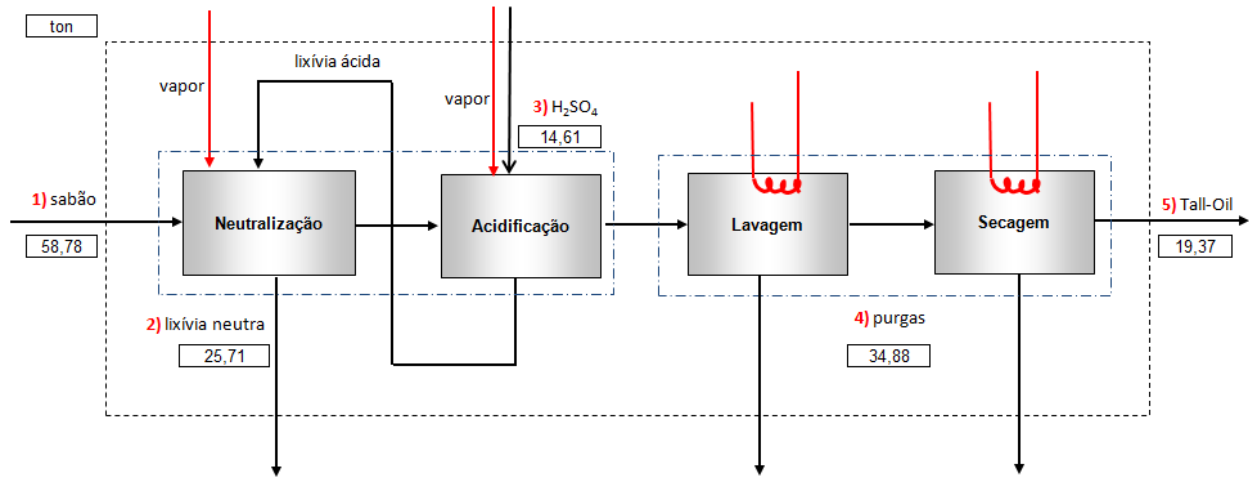 ton
lixívia ácida
vapor
vapor
3) H₂SO₄
14,61
1) sabão
58,78
Neutralização
Acidificação
Lavagem
Secagem
5) Tall-Oil
19,37
2) lixívia neutra
25,71
4) purgas
34,88